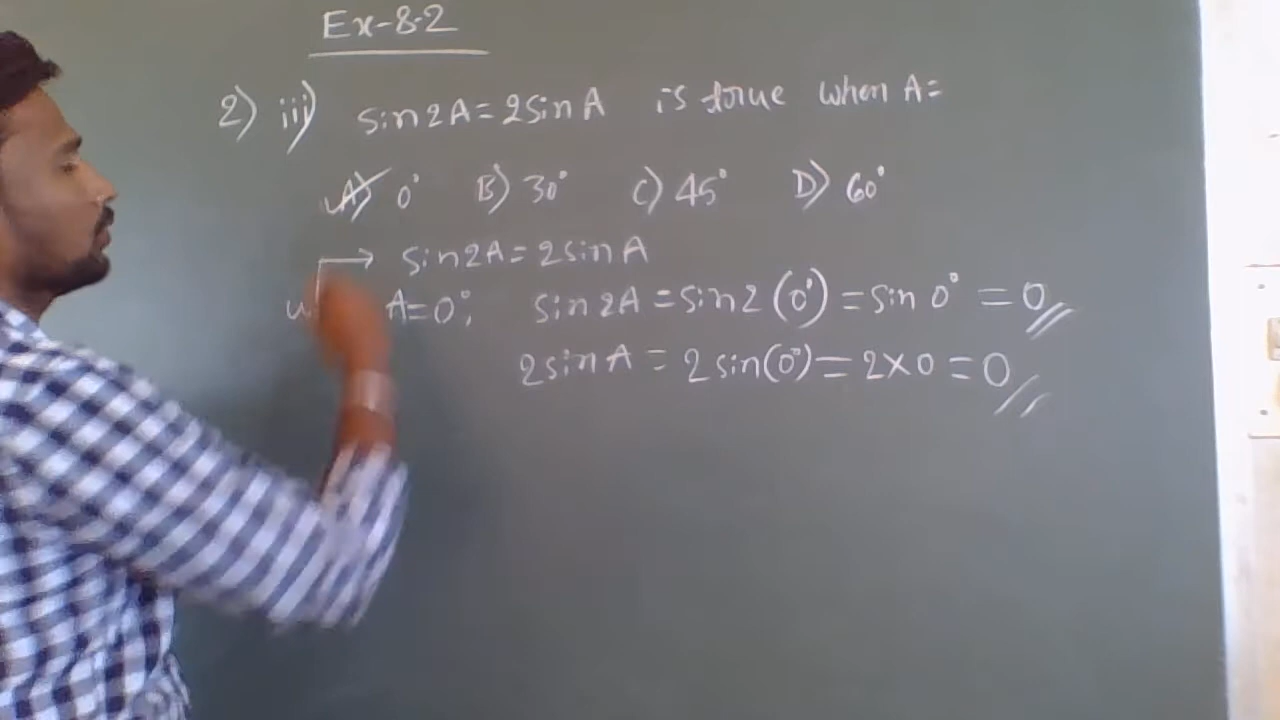 Ex-8.2
2) iii) sin2A=2sinA is true when A=
A) 0° B) 30° C) 45° D) 60°
→ sin2A=2sinA
A=0°; sin2A=sin2(0°)=sin0°=0
2sinA=2sin(0°)=2×0=0